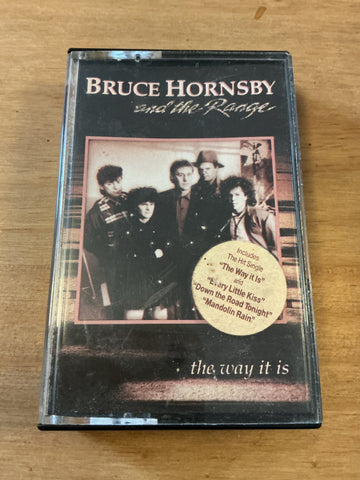 BRUCE HORNSBY
and the Range
Includes
The Hit Single
"The Way it Is"
and
"Every Little Kiss"
"Down the Road Tonight"
"Mandolin Rain"
the way it is